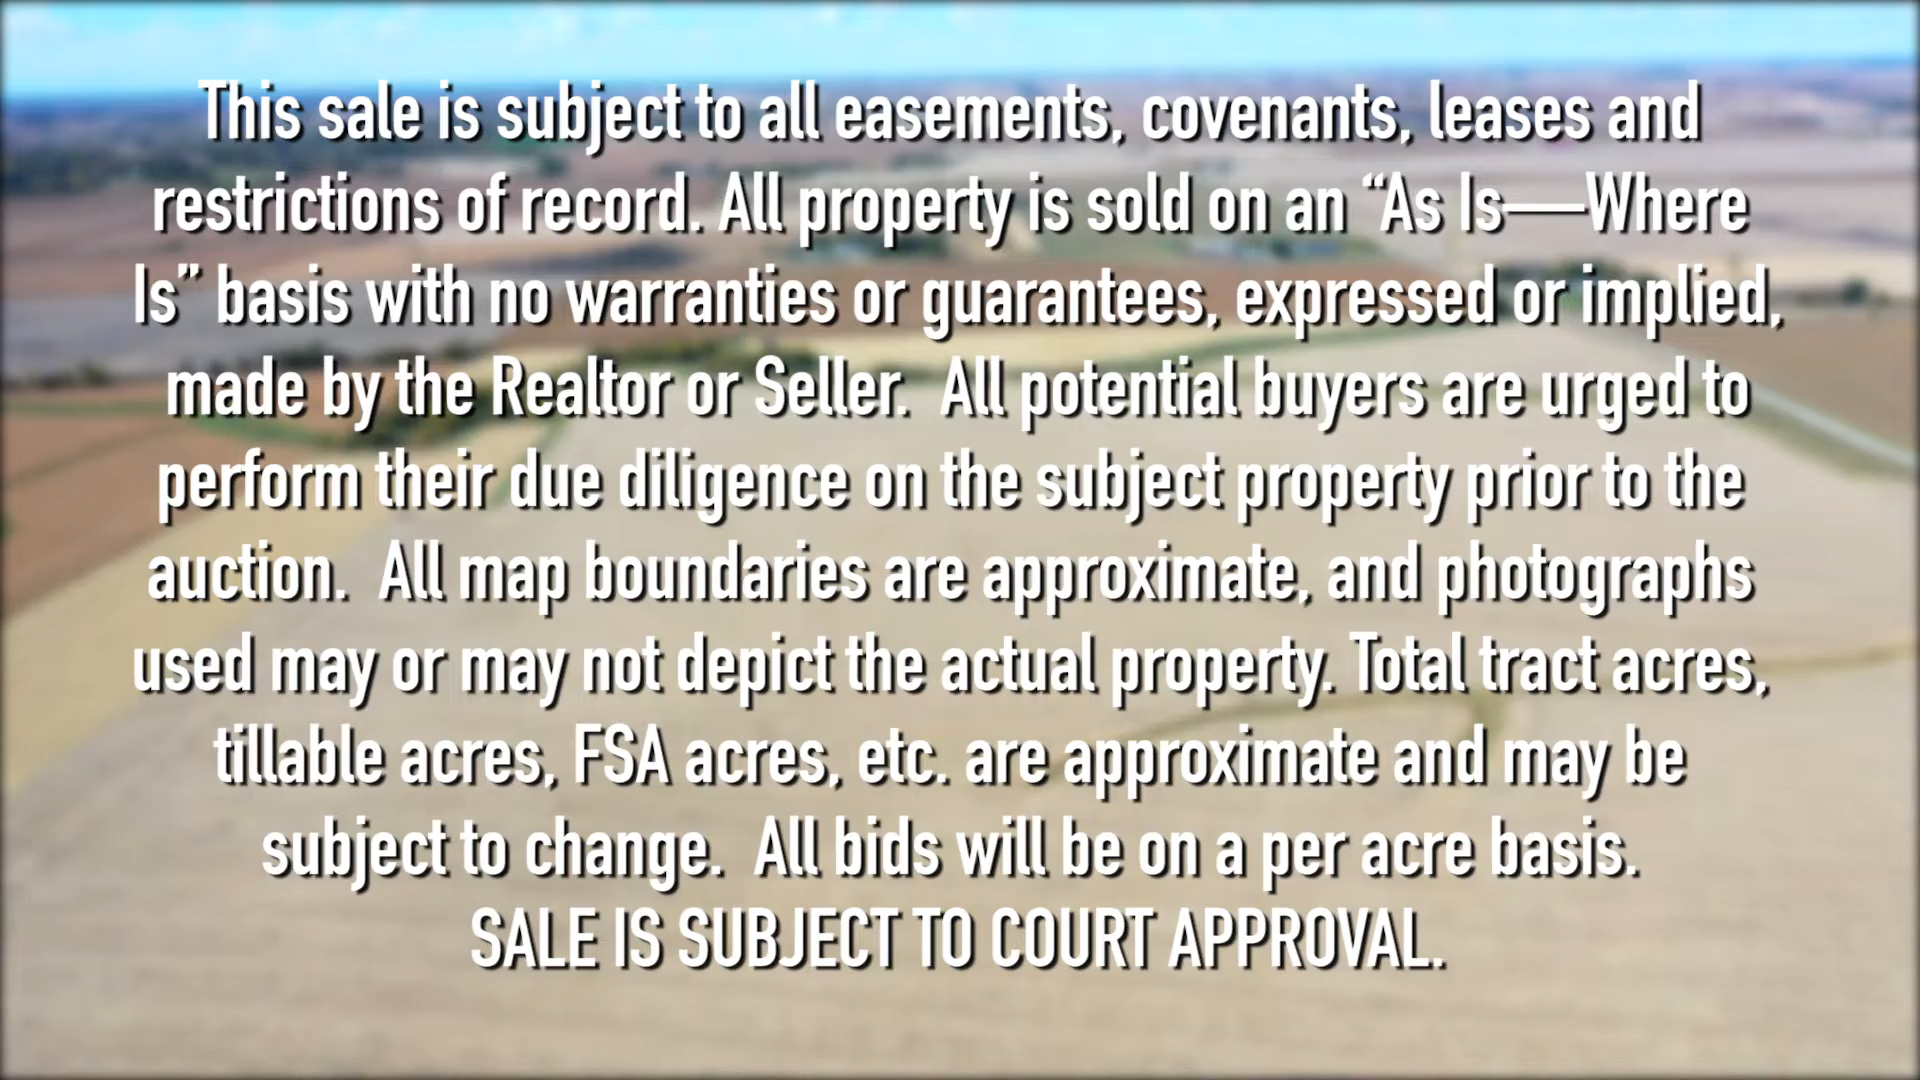 This sale is subject to all easements, covenants, leases and
restrictions of record. All property is sold on an “As Is—Where
Is” basis with no warranties or guarantees, expressed or implied,
made by the Realtor or Seller.  All potential buyers are urged to
perform their due diligence on the subject property prior to the
auction.  All map boundaries are approximate, and photographs
used may or may not depict the actual property. Total tract acres,
tillable acres, FSA acres, etc. are approximate and may be
subject to change.  All bids will be on a per acre basis.
SALE IS SUBJECT TO COURT APPROVAL.